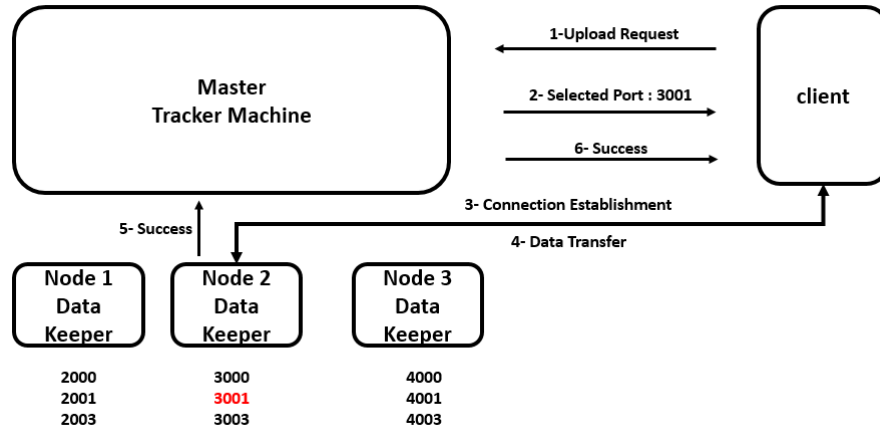 Master
Tracker Machine
1-Upload Request
2- Selected Port : 3001
6- Success
client
3- Connection Establishment
4- Data Transfer
5- Success
Node 1
Data
Keeper
Node 2
Data
Keeper
Node 3
Data
Keeper
2000
2001
2003
3000
3001
3003
4000
4001
4003